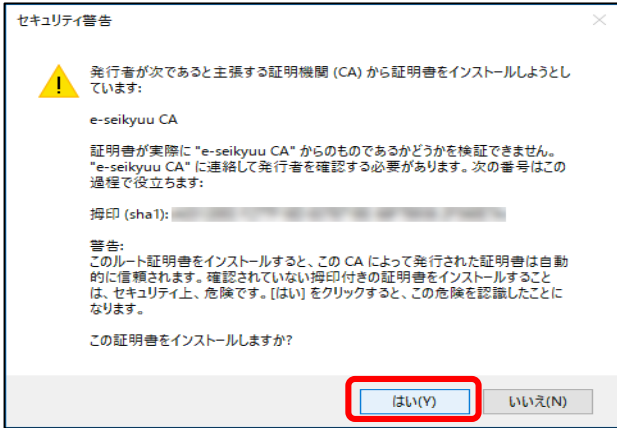 セキュリティ警告
発行者が次であると主張する証明機関 (CA) から証明書をインストールしようとし
ています:
e-seikyuu CA
証明書が実際に "e-seikyuu CA" からのものであるかどうかを検証できません。
"e-seikyuu CA" に連絡して発行者を確認する必要があります。次の番号はこの
過程で役立ちます:
拇印 (sha1):
警告:
このルート証明書をインストールすると、この CA によって発行された証明書は自動
的に信頼されます。確認されていない拇印付きの証明書をインストールすること
は、セキュリティ上、危険です。[はい] をクリックすると、この危険を認識したことに
なります。
この証明書をインストールしますか?
はい(Y)
いいえ(N)